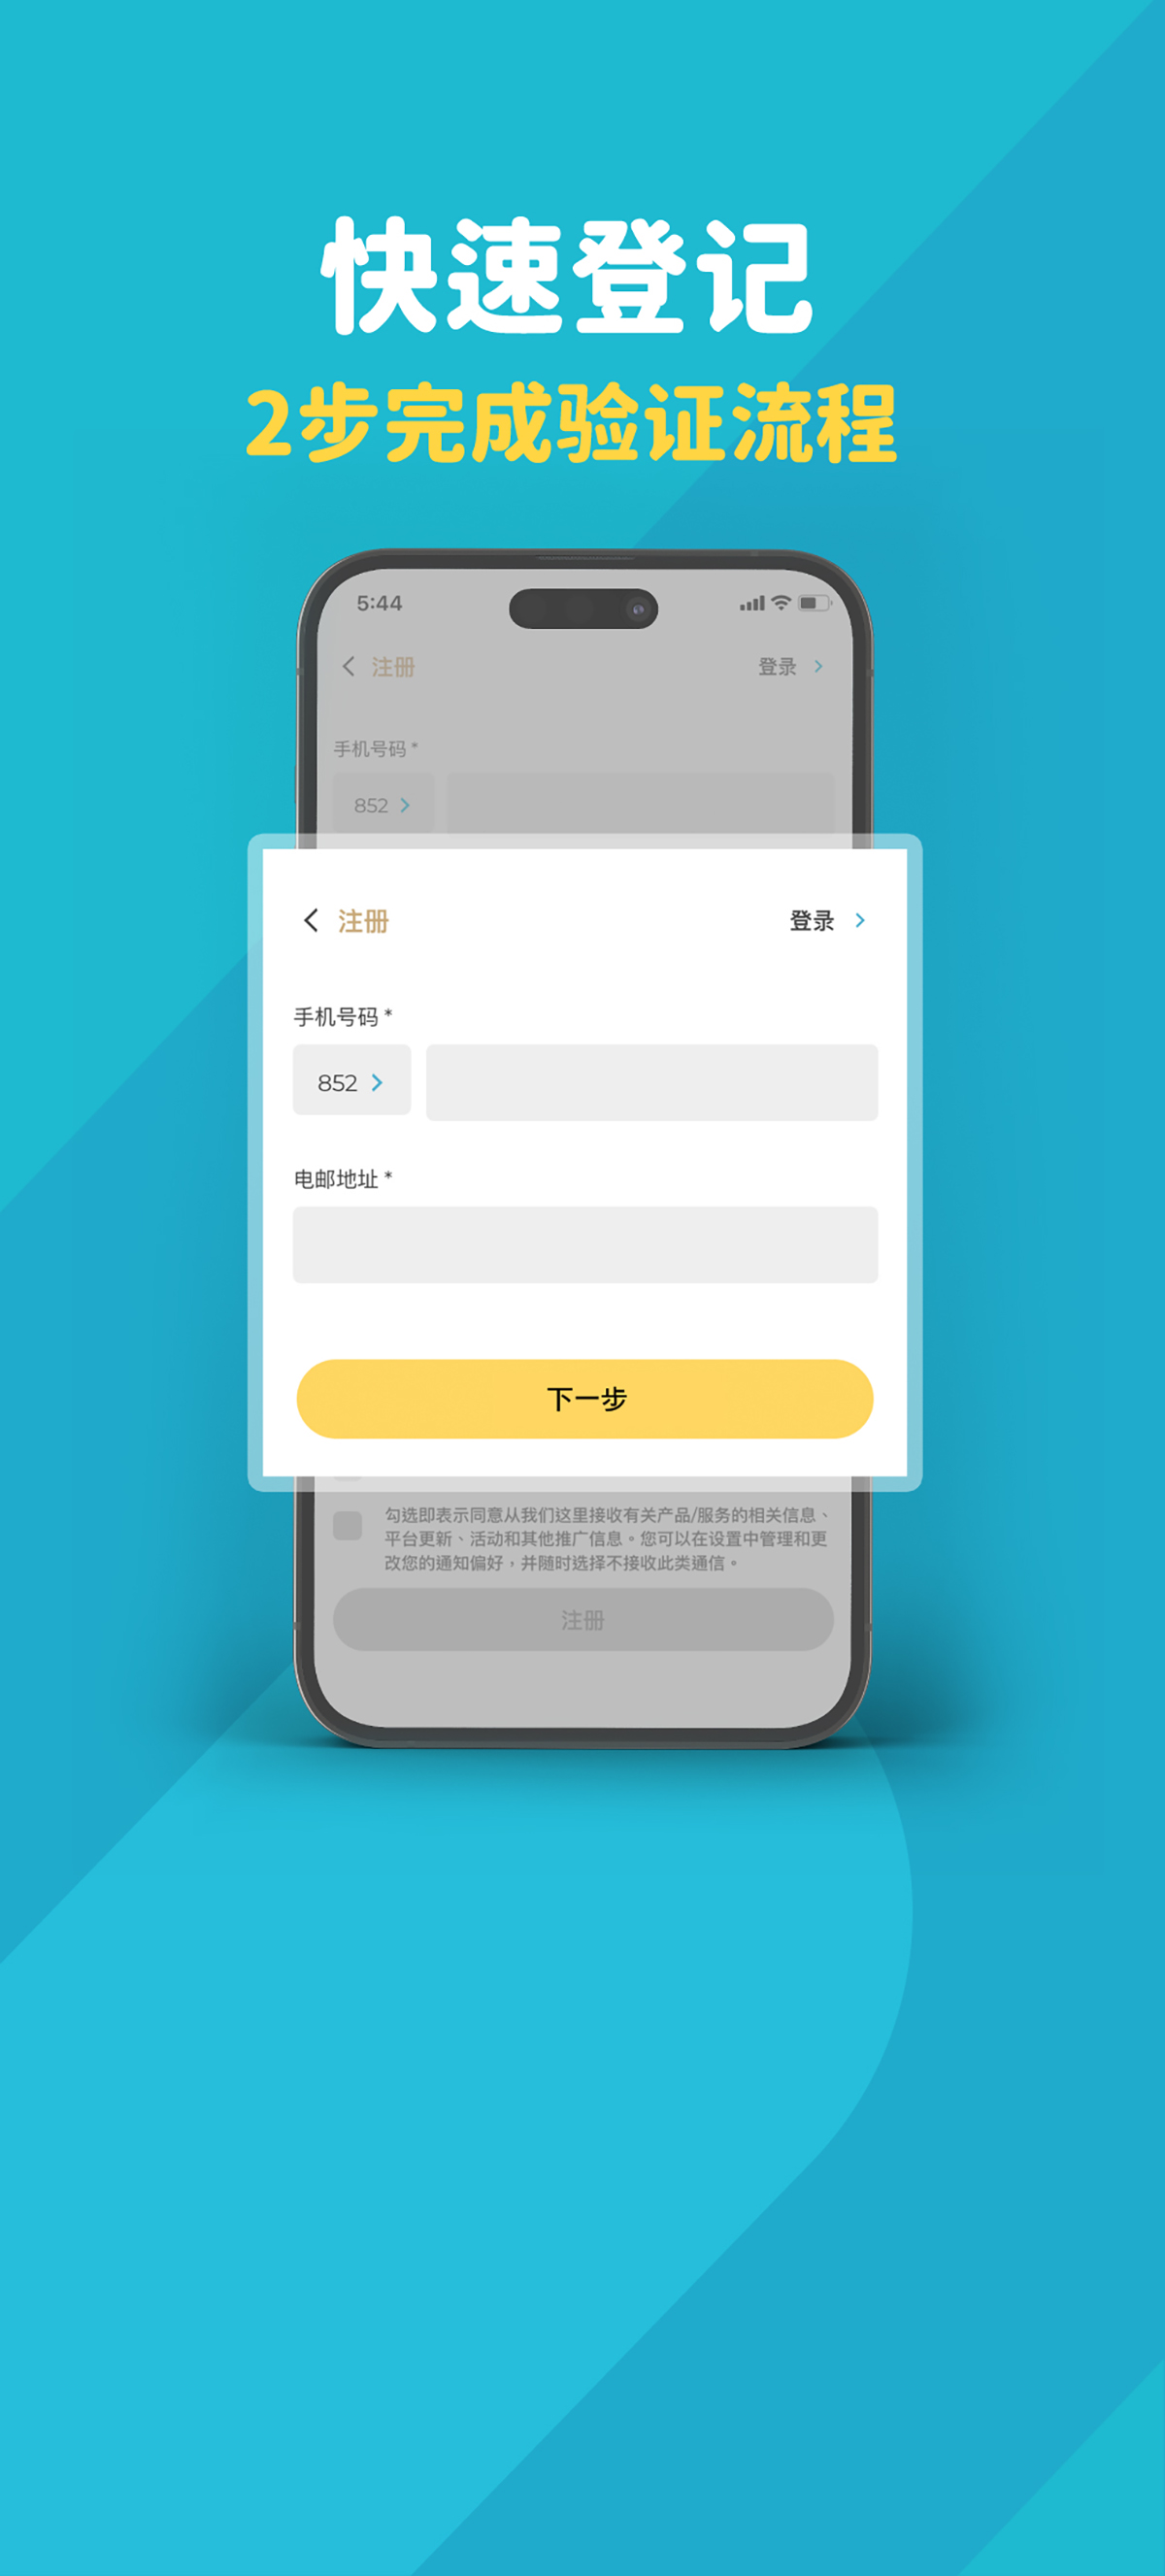 快速登记
2步完成验证流程
5:44
注册 登录
手机号码 *
852
注册 登录
手机号码 *
852
电邮地址 *
下一步
勾选即表示同意从我们这里接收有关产品/服务的相关信息、
平台更新、活动和其他推广信息。您可以在设置中管理和更
改您的通知偏好，并随时选择不接收此类通信。
注册